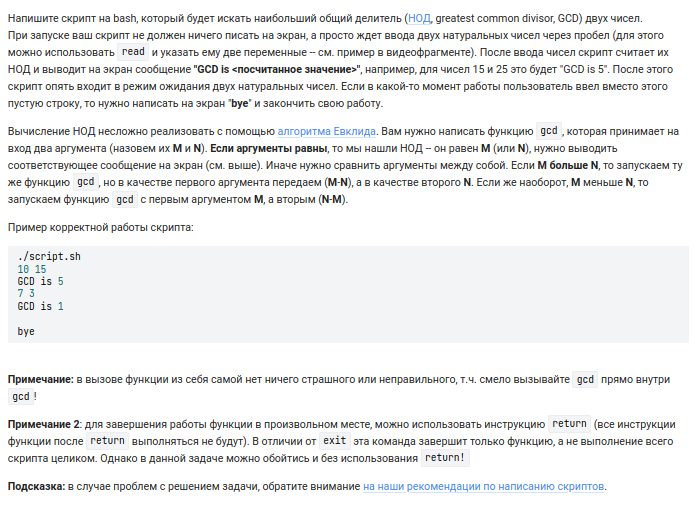 Напишите скрипт на bash, который будет искать наибольший общий делитель (НОД, greatest common divisor, GCD) двух чисел.
При запуске ваш скрипт не должен ничего писать на экран, а просто ждет ввода двух натуральных чисел через пробел (для этого
можно использовать read и указать ему две переменные -- см. пример в видеофрагменте). После ввода чисел скрипт считает их
НОД и выводит на экран сообщение "GCD is <посчитанное значение>", например, для чисел 15 и 25 это будет "GCD is 5". После этого
скрипт опять входит в режим ожидания двух натуральных чисел. Если в какой-то момент работы пользователь ввел вместо этого
пустую строку, то нужно написать на экран "bye" и закончить свою работу.
Вычисление НОД несложно реализовать с помощью алгоритма Евклида. Вам нужно написать функцию gcd, которая принимает на
вход два аргумента (назовем их M и N). Если аргументы равны, то мы нашли НОД -- он равен M (или N), нужно выводить
соответствующее сообщение на экран (см. выше). Иначе нужно сравнить аргументы между собой. Если M больше N, то запускаем ту
же функцию gcd, но в качестве первого аргумента передаем (M-N), а в качестве второго N. Если же наоборот, M меньше N, то
запускаем функцию gcd с первым аргументом M, а вторым (N-M).
Пример корректной работы скрипта:
./script.sh
10 15
GCD is 5
7 3
GCD is 1
bye
Примечание: в вызове функции из себя самой нет ничего страшного или неправильного, т.ч. смело вызывайте gcd прямо внутри
gcd!
Примечание 2: для завершения работы функции в произвольном месте, можно использовать инструкцию return (все инструкции
функции после return выполняться не будут). В отличии от exit эта команда завершит только функцию, а не выполнение всего
скрипта целиком. Однако в данной задаче можно обойтись и без использования return!
Подсказка: в случае проблем с решением задачи, обратите внимание на наши рекомендации по написанию скриптов.